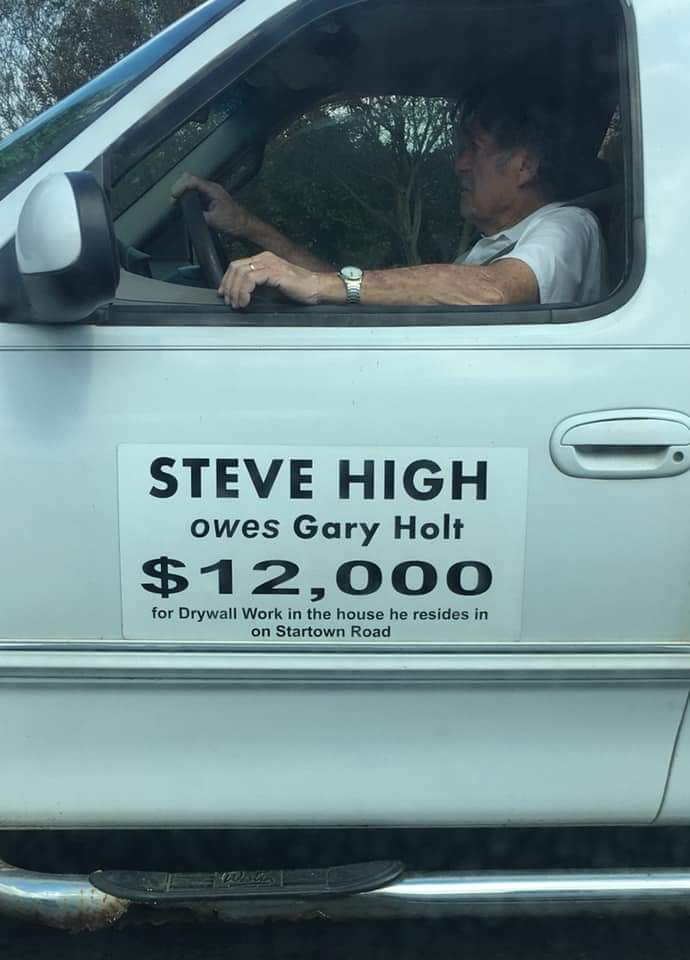 STEVE HIGH
owes Gary Holt
$12,000
for Drywall Work in the house he resides in
on Startown Road
Westin